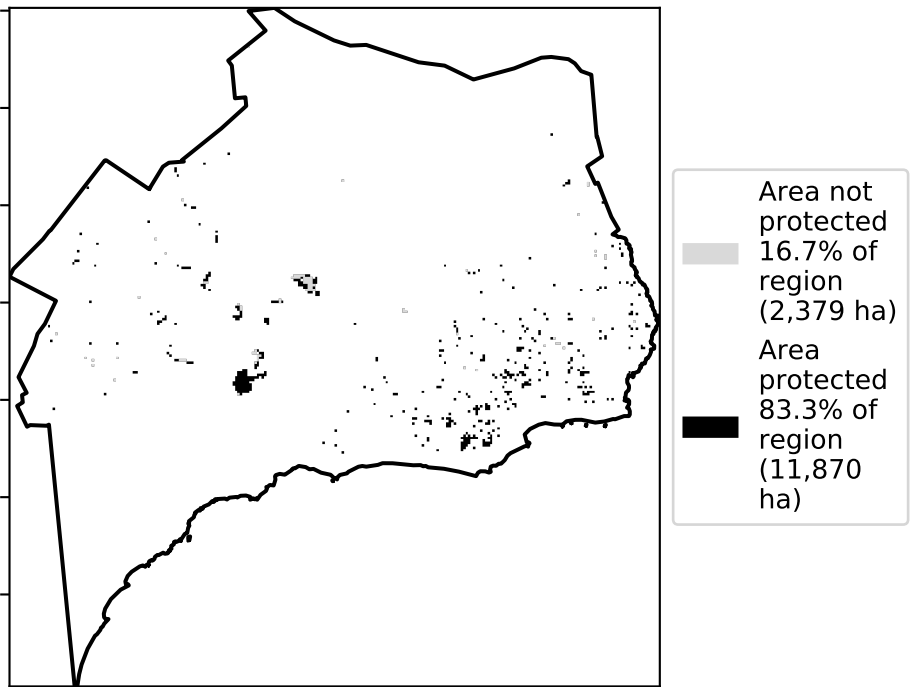 Area not
protected
16.7% of
region
(2,379 ha)
Area
protected
83.3% of
region
(11,870
ha)